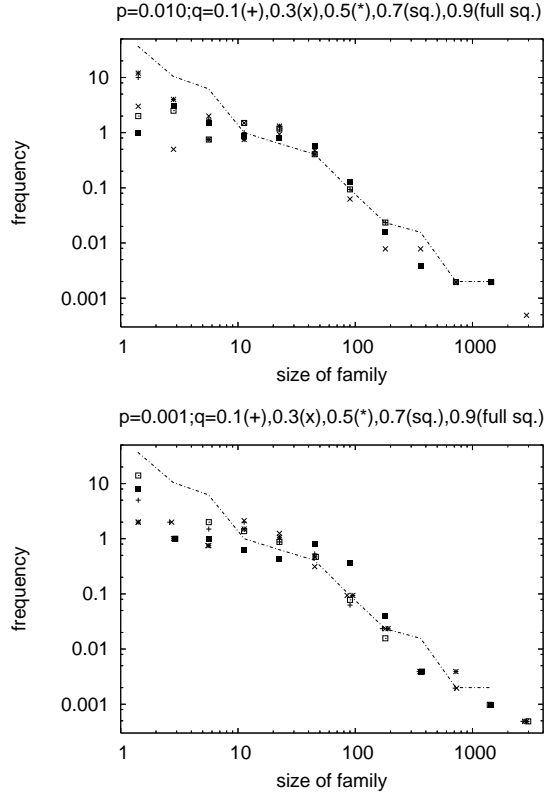 p=0.010;q=0.1(+),0.3(x),0.5(*),0.7(sq.),0.9(full sq.)
10
1
0.1
0.01
0.001
frequency
1 10 100 1000
size of family
p=0.001;q=0.1(+),0.3(x),0.5(*),0.7(sq.),0.9(full sq.)
10
1
0.1
0.01
0.001
frequency
1 10 100 1000
size of family